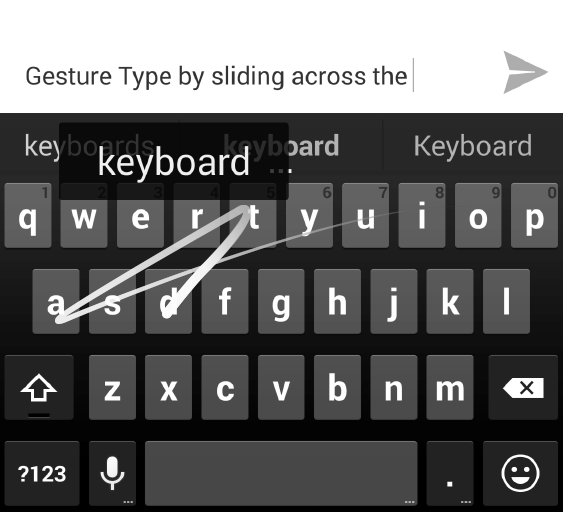 Gesture Type by sliding across the
keyboards keyboard Keyboard
keyboard
1 2 3 4 5 6 7 8 9 0
q w e r t y u i o p
a s d f g h j k l
z x c v b n m
?123 .